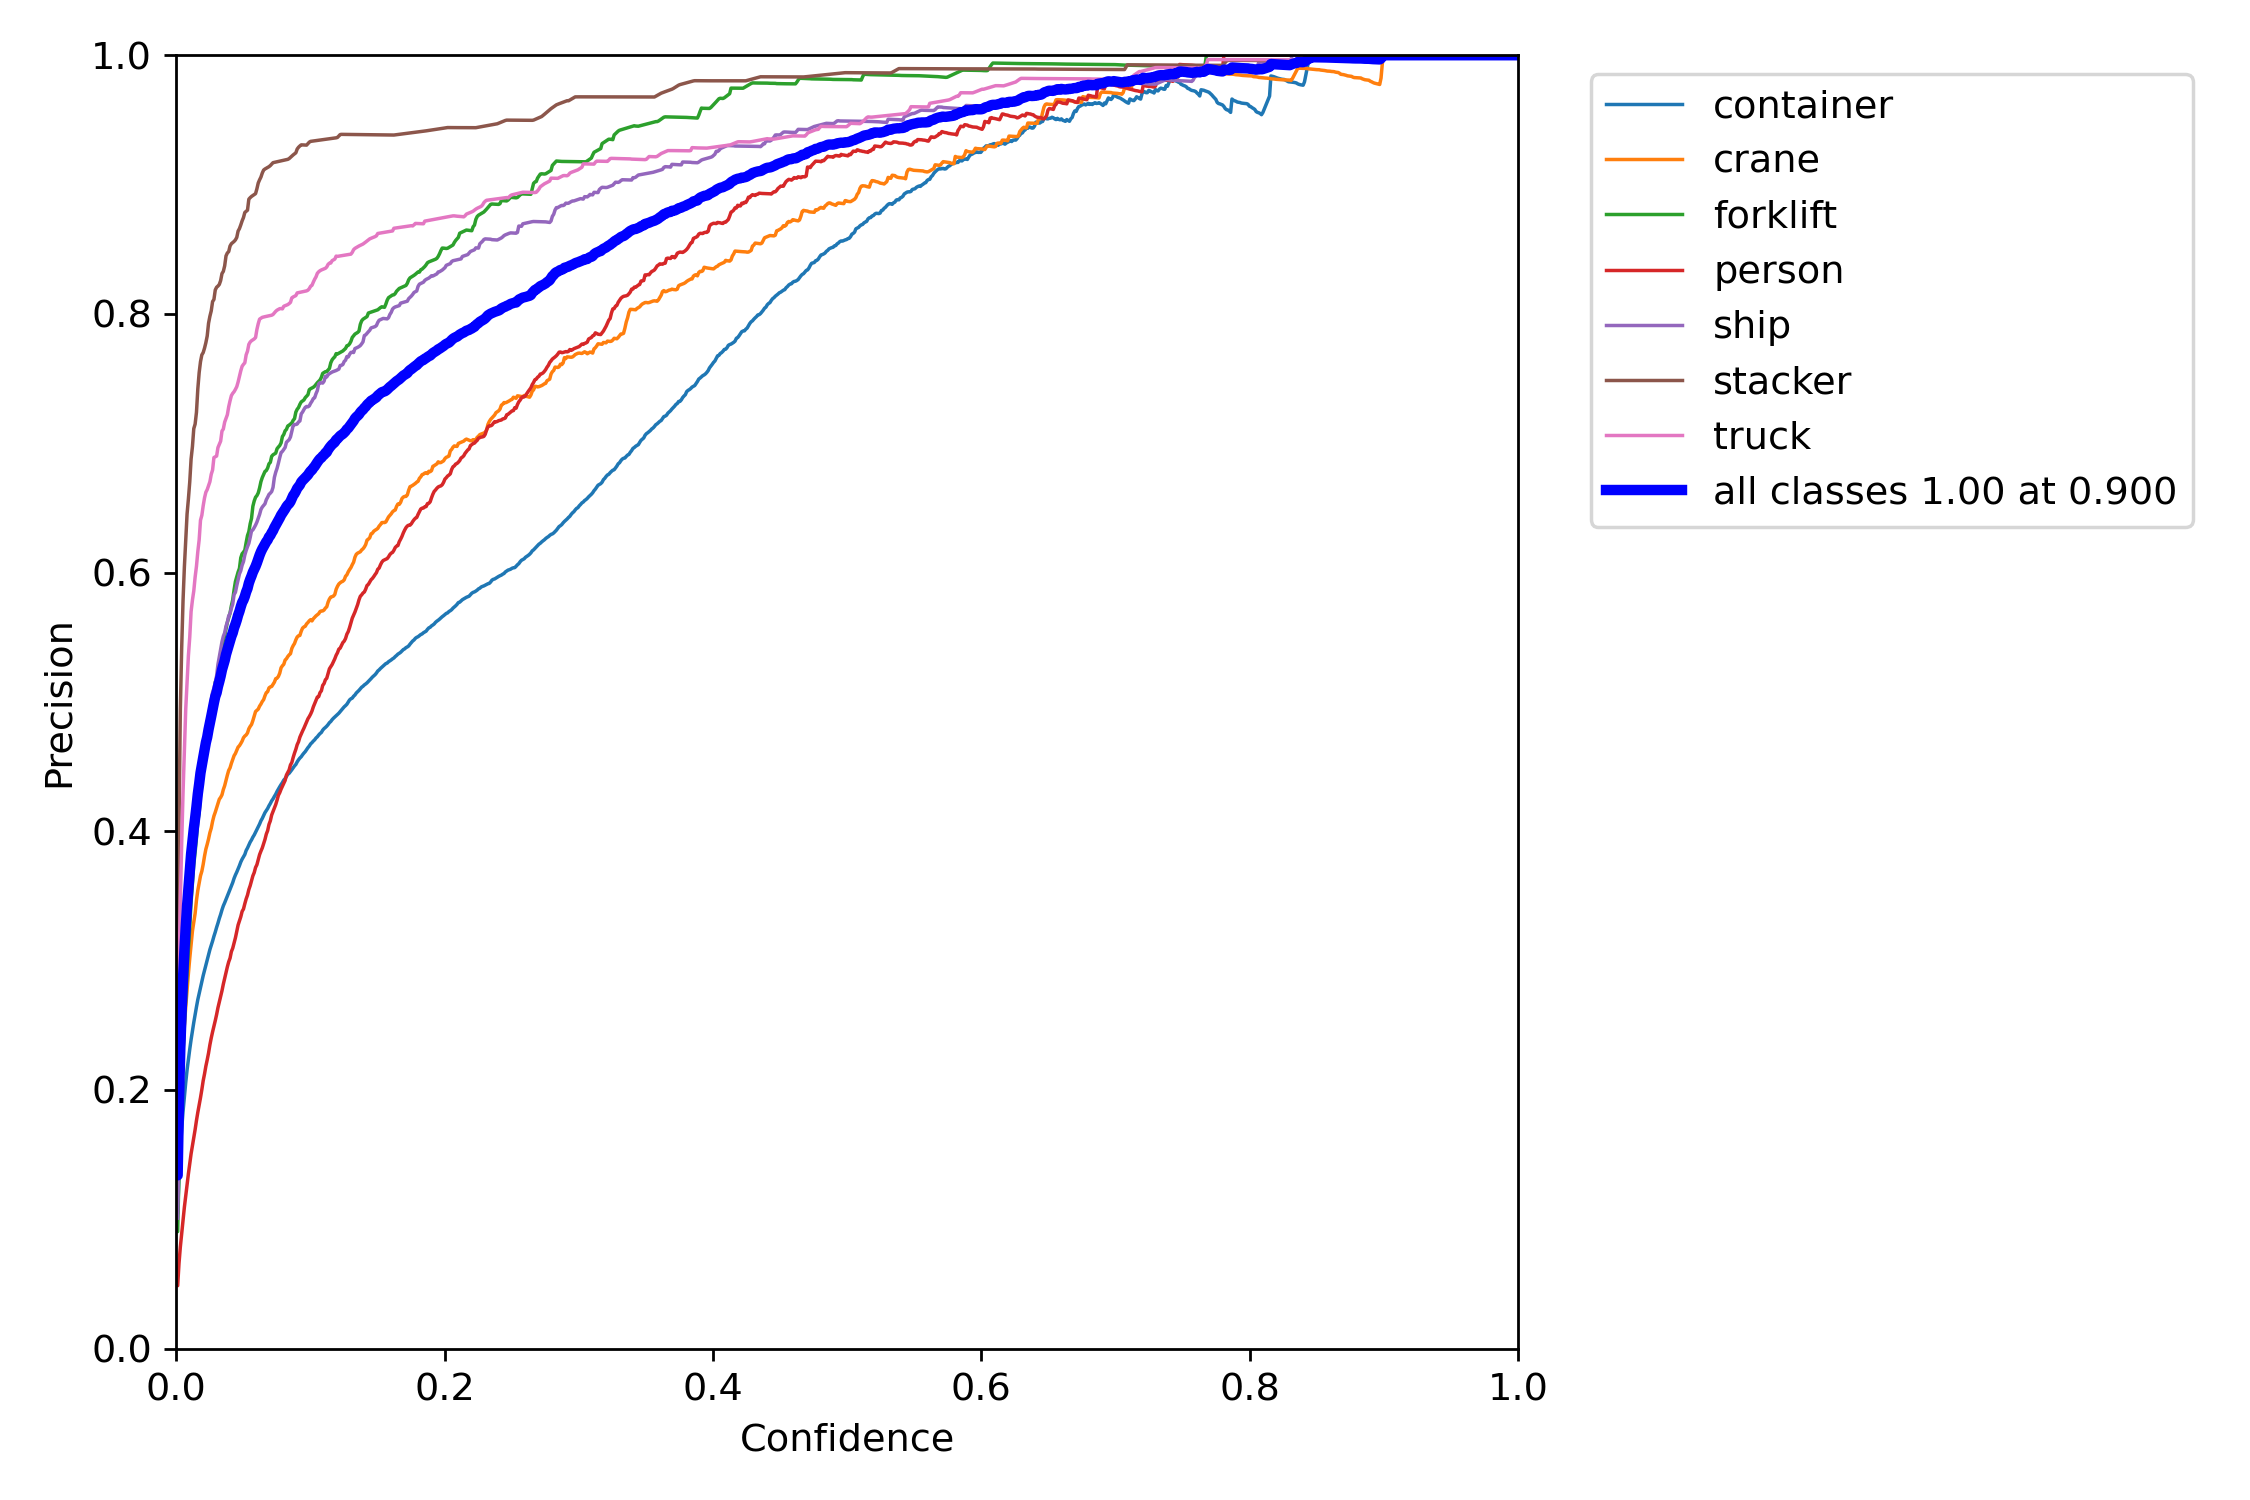 1.0
0.8
0.6
0.4
0.2
0.0
Precision
0.0 0.2 0.4 0.6 0.8 1.0
Confidence
container
crane
forklift
person
ship
stacker
truck
all classes 1.00 at 0.900